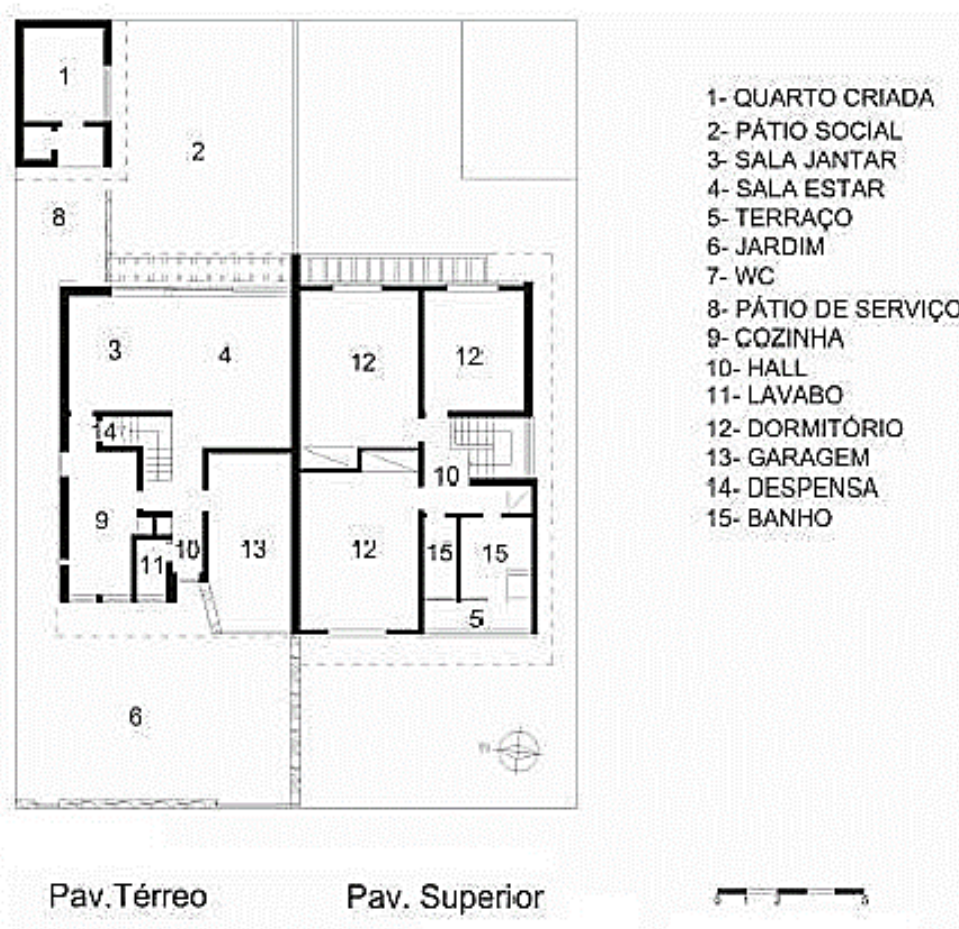 1
2
8
3
4
12
12
14
10
9
10
13
12
15
15
11
5
6
1- QUARTO CRIADA
2- PÁTIO SOCIAL
3- SALA JANTAR
4- SALA ESTAR
5- TERRAÇO
6- JARDIM
7- WC
8- PÁTIO DE SERVIÇO
9- COZINHA
10- HALL
11- LAVABO
12- DORMITÓRIO
13- GARAGEM
14- DESPENSA
15- BANHO
Pav.Térreo
Pav. Superior